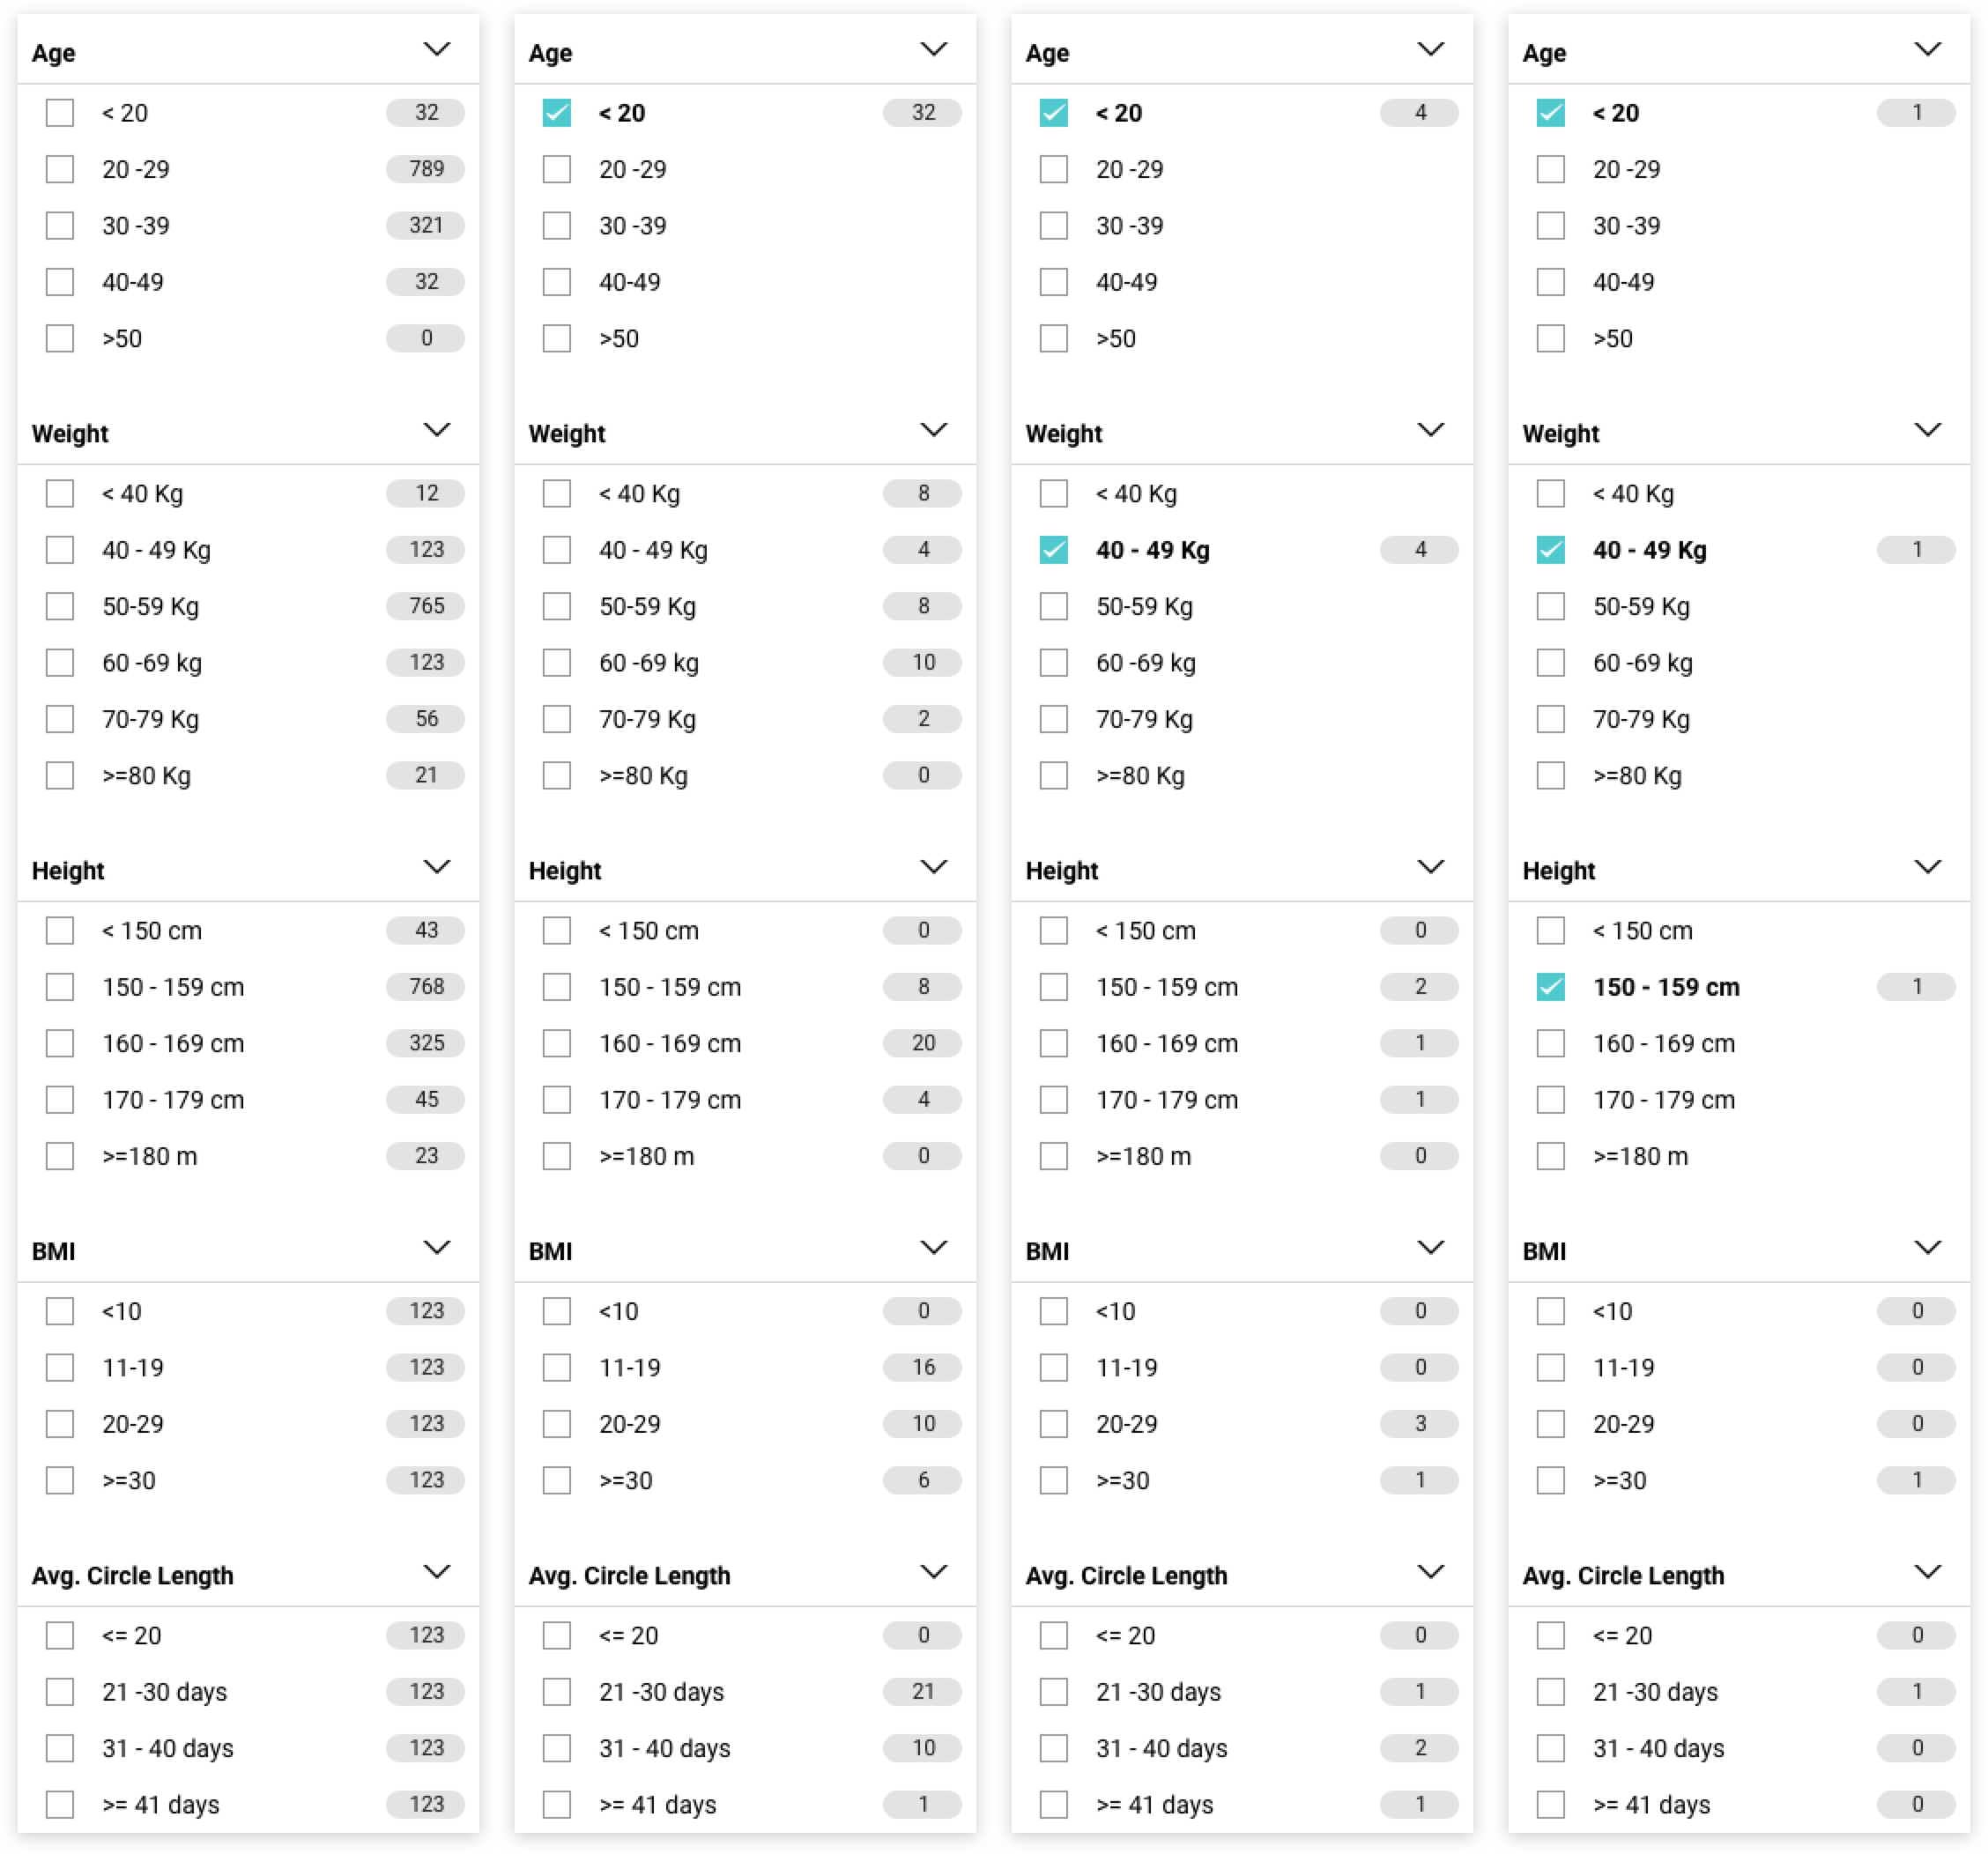 Age
< 20 32
20 -29 789
30 -39 321
40-49 32
>50 0
Weight
< 40 Kg 12
40 - 49 Kg 123
50-59 Kg 765
60 -69 kg 123
70-79 Kg 56
>=80 Kg 21
Height
< 150 cm 43
150 - 159 cm 768
160 - 169 cm 325
170 - 179 cm 45
>=180 m 23
BMI
<10 123
11-19 123
20-29 123
>=30 123
Avg. Circle Length
<= 20 123
21 -30 days 123
31 - 40 days 123
>= 41 days 123
Age
< 20 32
20 -29
30 -39
40-49
>50
Weight
< 40 Kg 8
40 - 49 Kg 4
50-59 Kg 8
60 -69 kg 10
70-79 Kg 2
>=80 Kg 0
Height
< 150 cm 0
150 - 159 cm 8
160 - 169 cm 20
170 - 179 cm 4
>=180 m 0
BMI
<10 0
11-19 16
20-29 10
>=30 6
Avg. Circle Length
<= 20 0
21 -30 days 21
31 - 40 days 10
>= 41 days 1
Age
< 20 4
20 -29
30 -39
40-49
>50
Weight
< 40 Kg
40 - 49 Kg 4
50-59 Kg
60 -69 kg
70-79 Kg
>=80 Kg
Height
< 150 cm 0
150 - 159 cm 2
160 - 169 cm 1
170 - 179 cm 1
>=180 m 0
BMI
<10 0
11-19 0
20-29 3
>=30 1
Avg. Circle Length
<= 20 0
21 -30 days 1
31 - 40 days 2
>= 41 days 1
Age
< 20 1
20 -29
30 -39
40-49
>50
Weight
< 40 Kg
40 - 49 Kg 1
50-59 Kg
60 -69 kg
70-79 Kg
>=80 Kg
Height
< 150 cm
150 - 159 cm 1
160 - 169 cm
170 - 179 cm
>=180 m
BMI
<10 0
11-19 0
20-29 0
>=30 1
Avg. Circle Length
<= 20 0
21 -30 days 1
31 - 40 days 0
>= 41 days 0